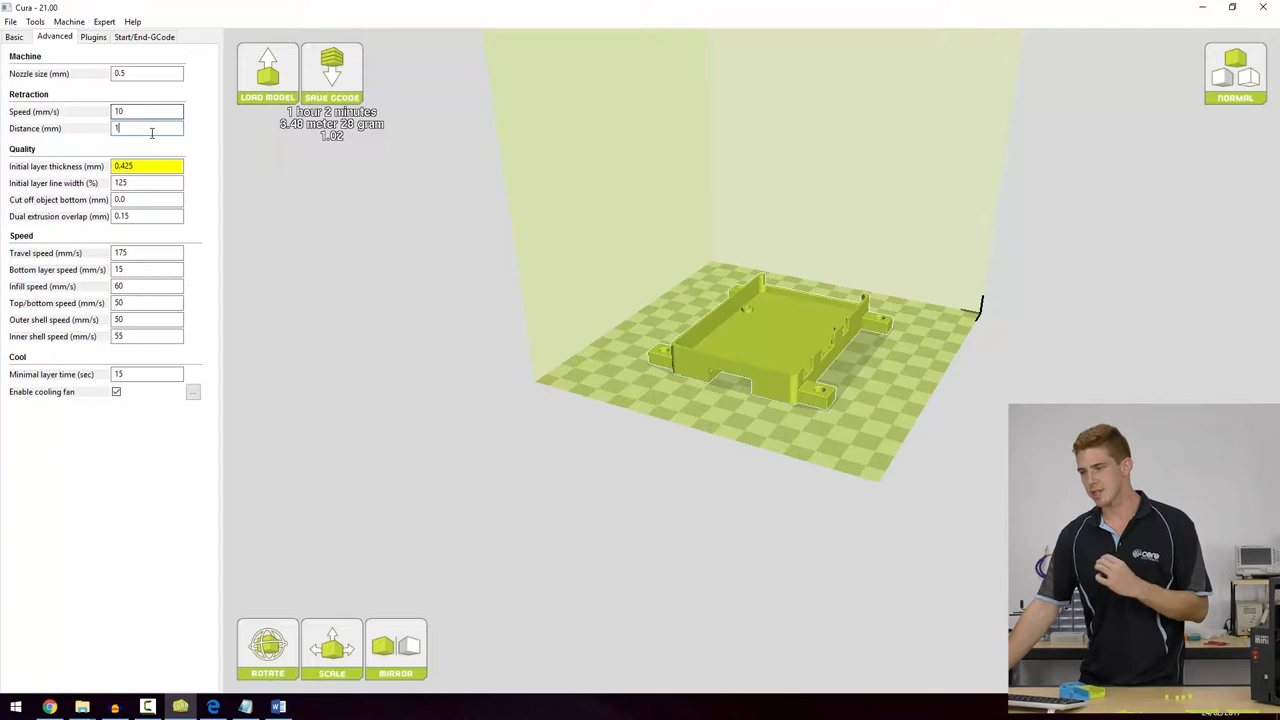 Cura - 21.00
File Tools Machine Expert Help
Basic Advanced Plugins Start/End-GCode
Machine
Nozzle size (mm) 0.5
Retraction
Speed (mm/s) 10
Distance (mm) 1
Quality
Initial layer thickness (mm) 0.425
Initial layer line width (%) 125
Cut off object bottom (mm) 0.0
Dual extrusion overlap (mm) 0.15
Speed
Travel speed (mm/s) 175
Bottom layer speed (mm/s) 15
Infill speed (mm/s) 60
Top/bottom speed (mm/s) 50
Outer shell speed (mm/s) 50
Inner shell speed (mm/s) 55
Cool
Minimal layer time (sec) 15
Enable cooling fan ...
LOAD MODEL SAVE GCODE
1 hour 2 minutes
3.48 meter 28 gram
1.02
NORMAL
ROTATE SCALE MIRROR
core